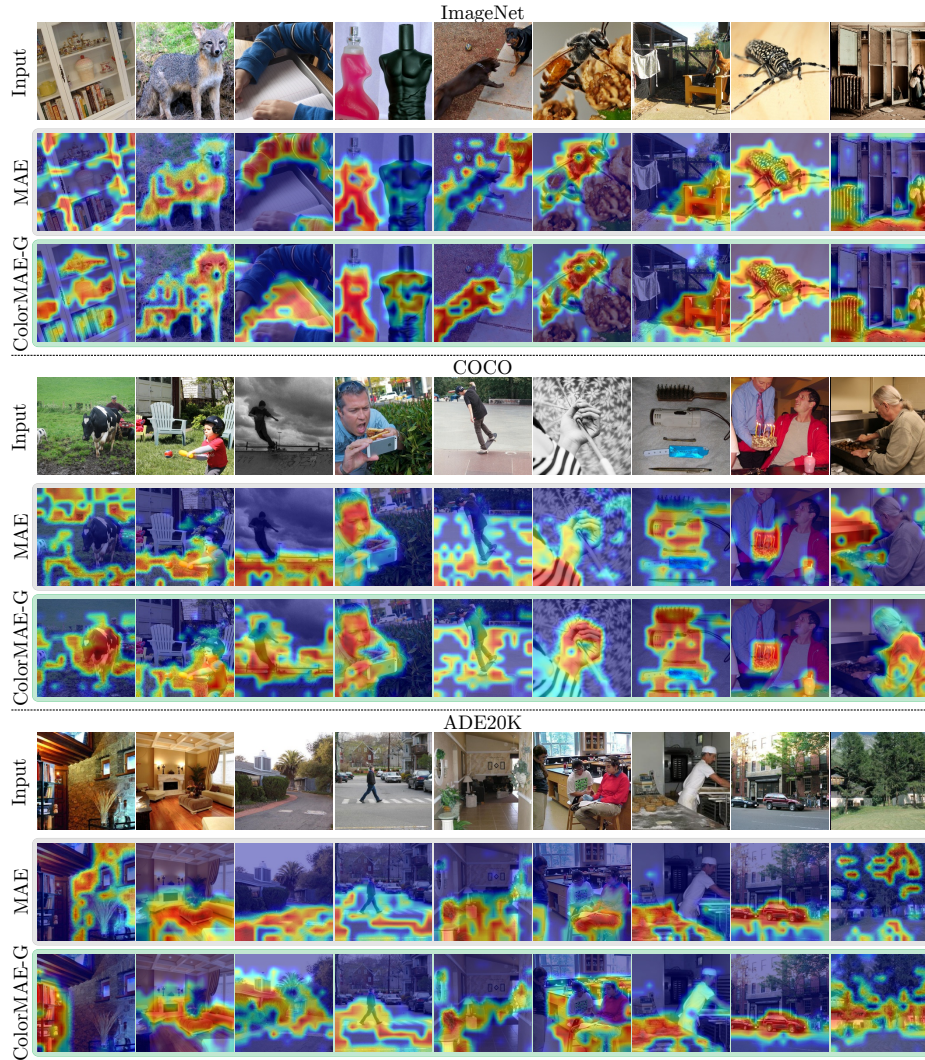 ImageNet
Input
MAE
ColorMAE-G
COCO
Input
MAE
ColorMAE-G
ADE20K
Input
MAE
ColorMAE-G